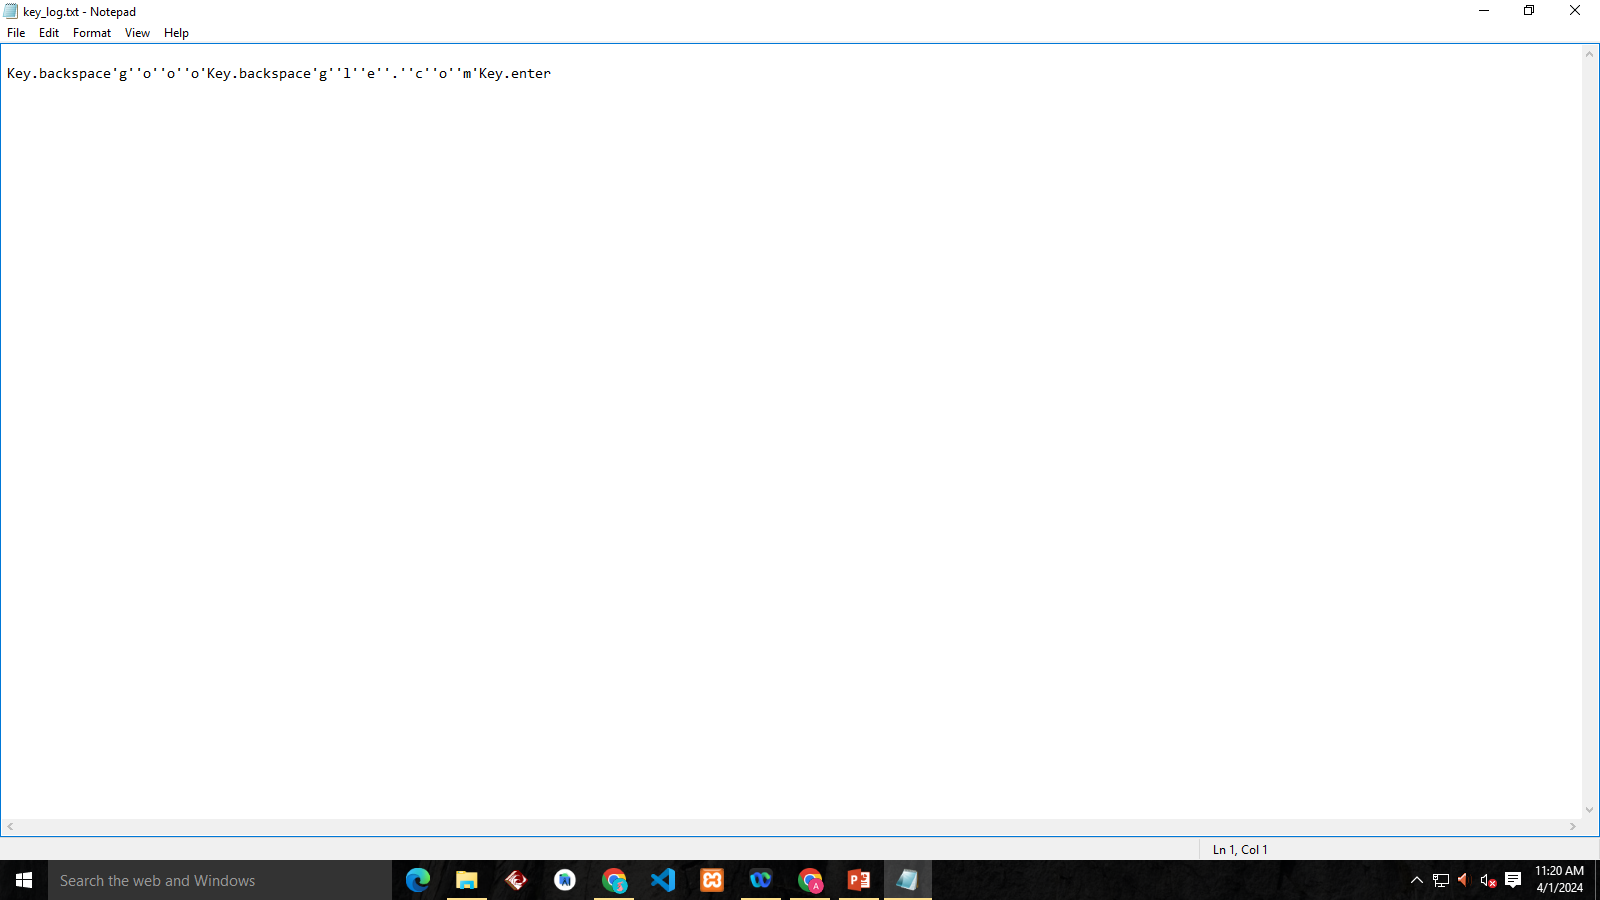 key_log.txt - Notepad
File Edit Format View Help
Key.backspace'g''o''o''o'Key.backspace'g''l''e''.''c''o''m'Key.enter
Ln 1, Col 1
Search the web and Windows
11:20 AM
4/1/2024